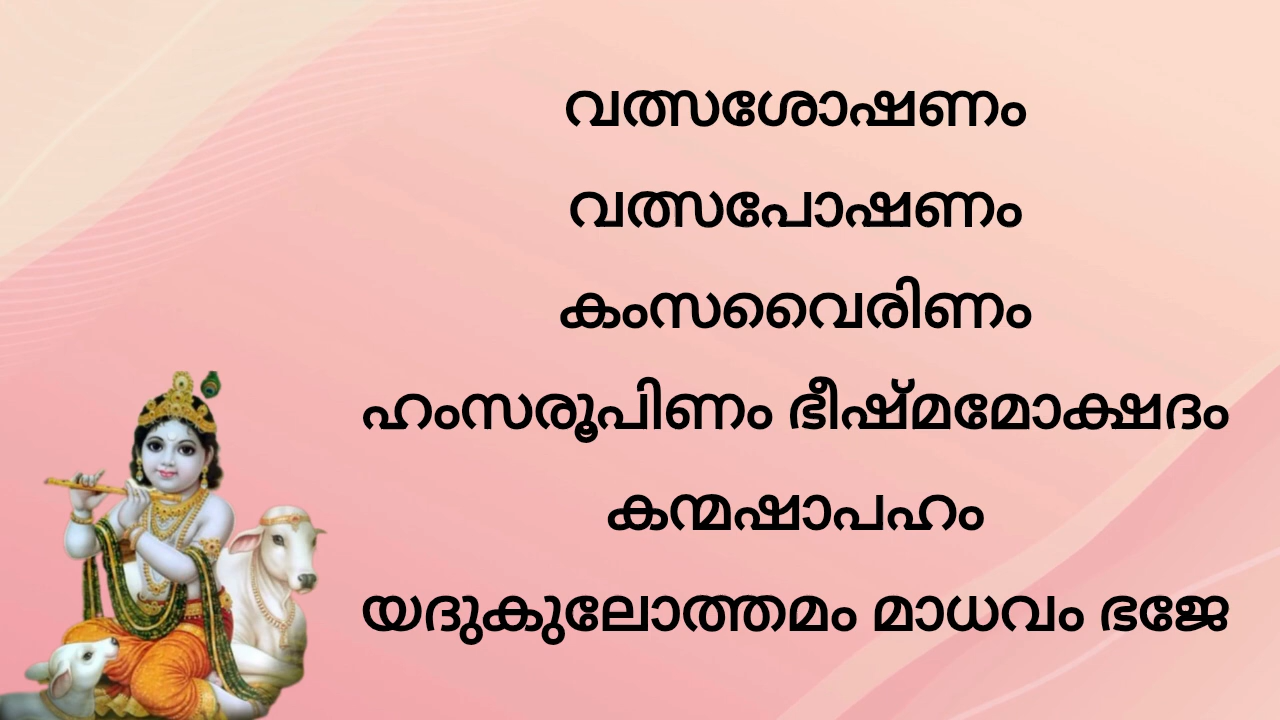 വത്സശോഷണം
വത്സപോഷണം
കംസവൈരിണം
ഹംസരൂപിണം ഭീഷ്മമോക്ഷദം
കന്മഷാപഹം
യദുകുലോത്തമം മാധവം ഭജേ